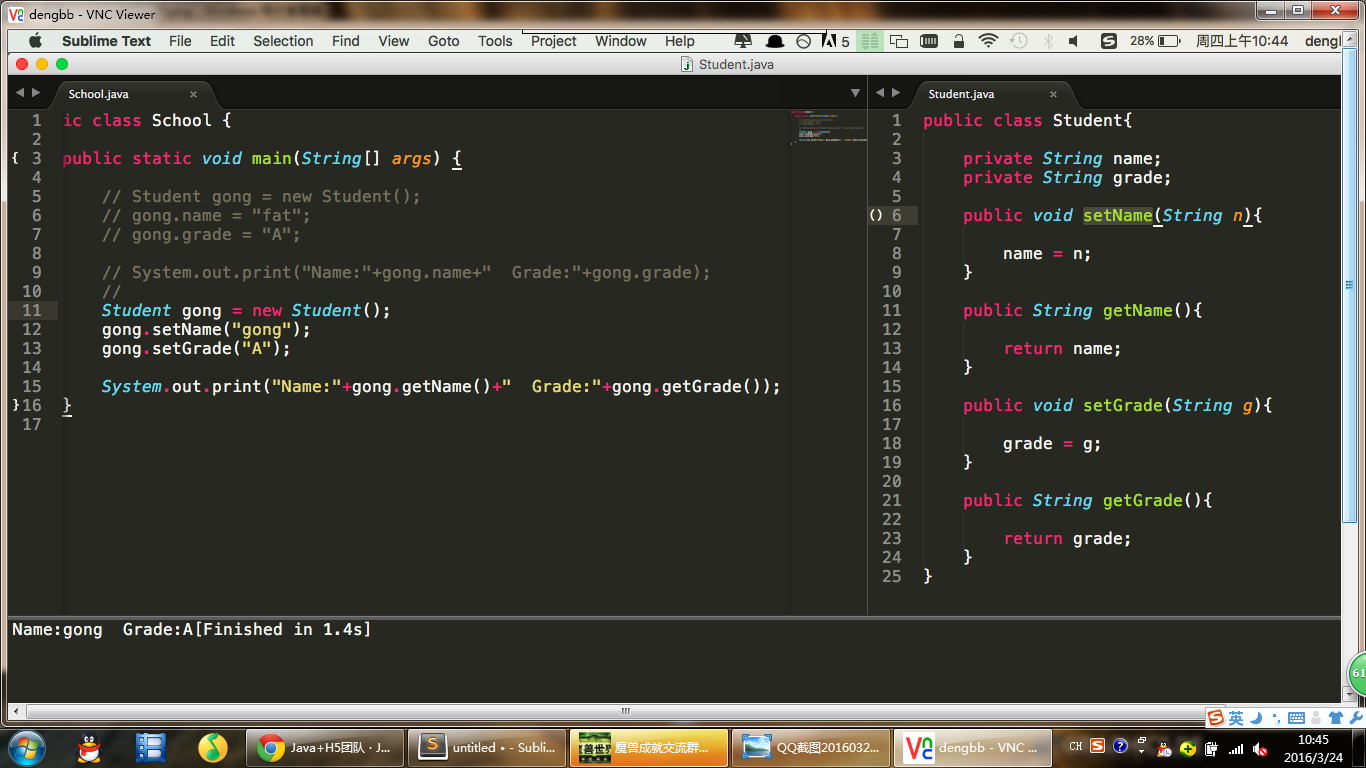 dengbb - VNC Viewer
Sublime Text File Edit Selection Find View Goto Tools Project Window Help 5 28% 周四上午10:44 dengl
Student.java
School.java × Student.java ×
1 ic class School {
2
3 public static void main(String[] args) {
4
5 // Student gong = new Student();
6 // gong.name = "fat";
7 // gong.grade = "A";
8
9 // System.out.print("Name:"+gong.name+"  Grade:"+gong.grade);
10 //
11 Student gong = new Student();
12 gong.setName("gong");
13 gong.setGrade("A");
14
15 System.out.print("Name:"+gong.getName()+"  Grade:"+gong.getGrade());
16 }
17
1 public class Student{
2
3 private String name;
4 private String grade;
5
6 public void setName(String n){
7
8 name = n;
9 }
10
11 public String getName(){
12
13 return name;
14 }
15
16 public void setGrade(String g){
17
18 grade = g;
19 }
20
21 public String getGrade(){
22
23 return grade;
24 }
25 }
Name:gong  Grade:A[Finished in 1.4s]
61
英
Java+H5团队 · J...
untitled • - Subli...
魔兽成就交流群...
QQ截图2016032...
dengbb - VNC ...
CH
10:45
2016/3/24